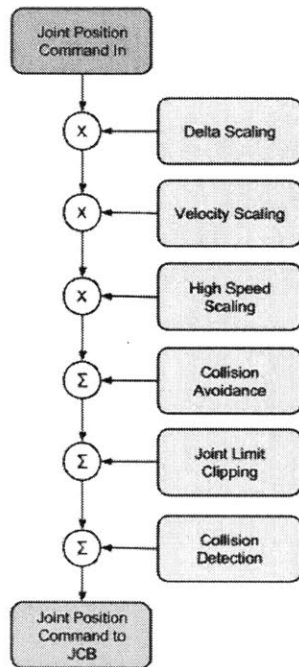 Joint Position
Command In
X
Delta Scaling
X
Velocity Scaling
X
High Speed
Scaling
Σ
Collision
Avoidance
Σ
Joint Limit
Clipping
Σ
Collision
Detection
Joint Position
Command to
JCB